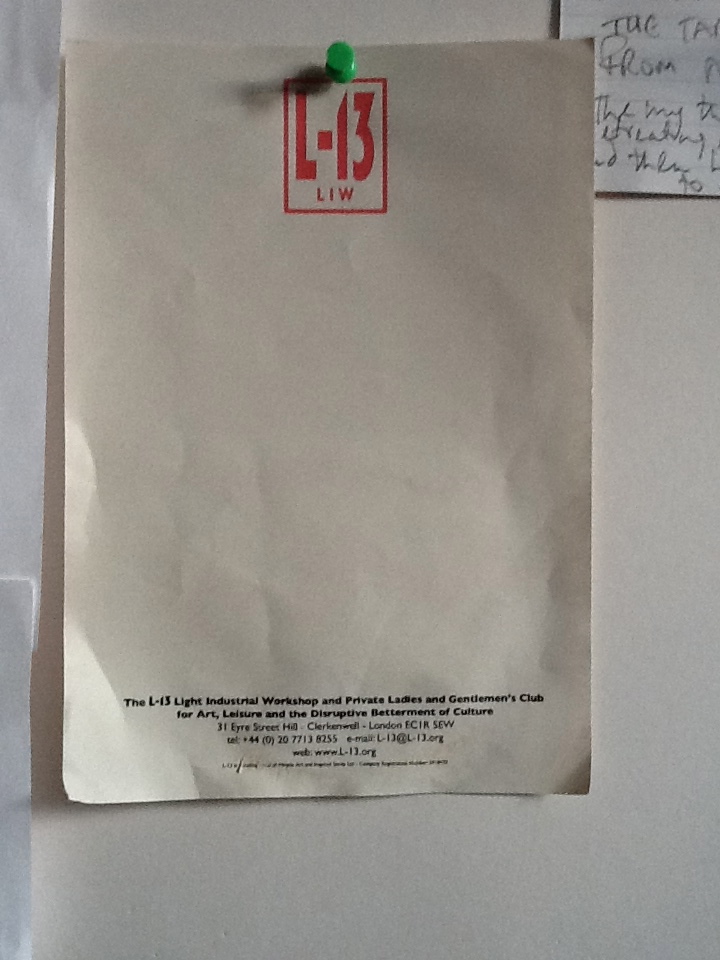 L-13
LIW
The L-13 Light Industrial Workshop and Private Ladies and Gentlemen's Club
for Art, Leisure and the Disruptive Betterment of Culture
31 Eyre Street Hill - Clerkenwell - London EC1R 5EW
tel: +44 (0) 20 7713 8255 e-mail: L-13@L-13.org
web: www.L-13.org
THE
FROM
to